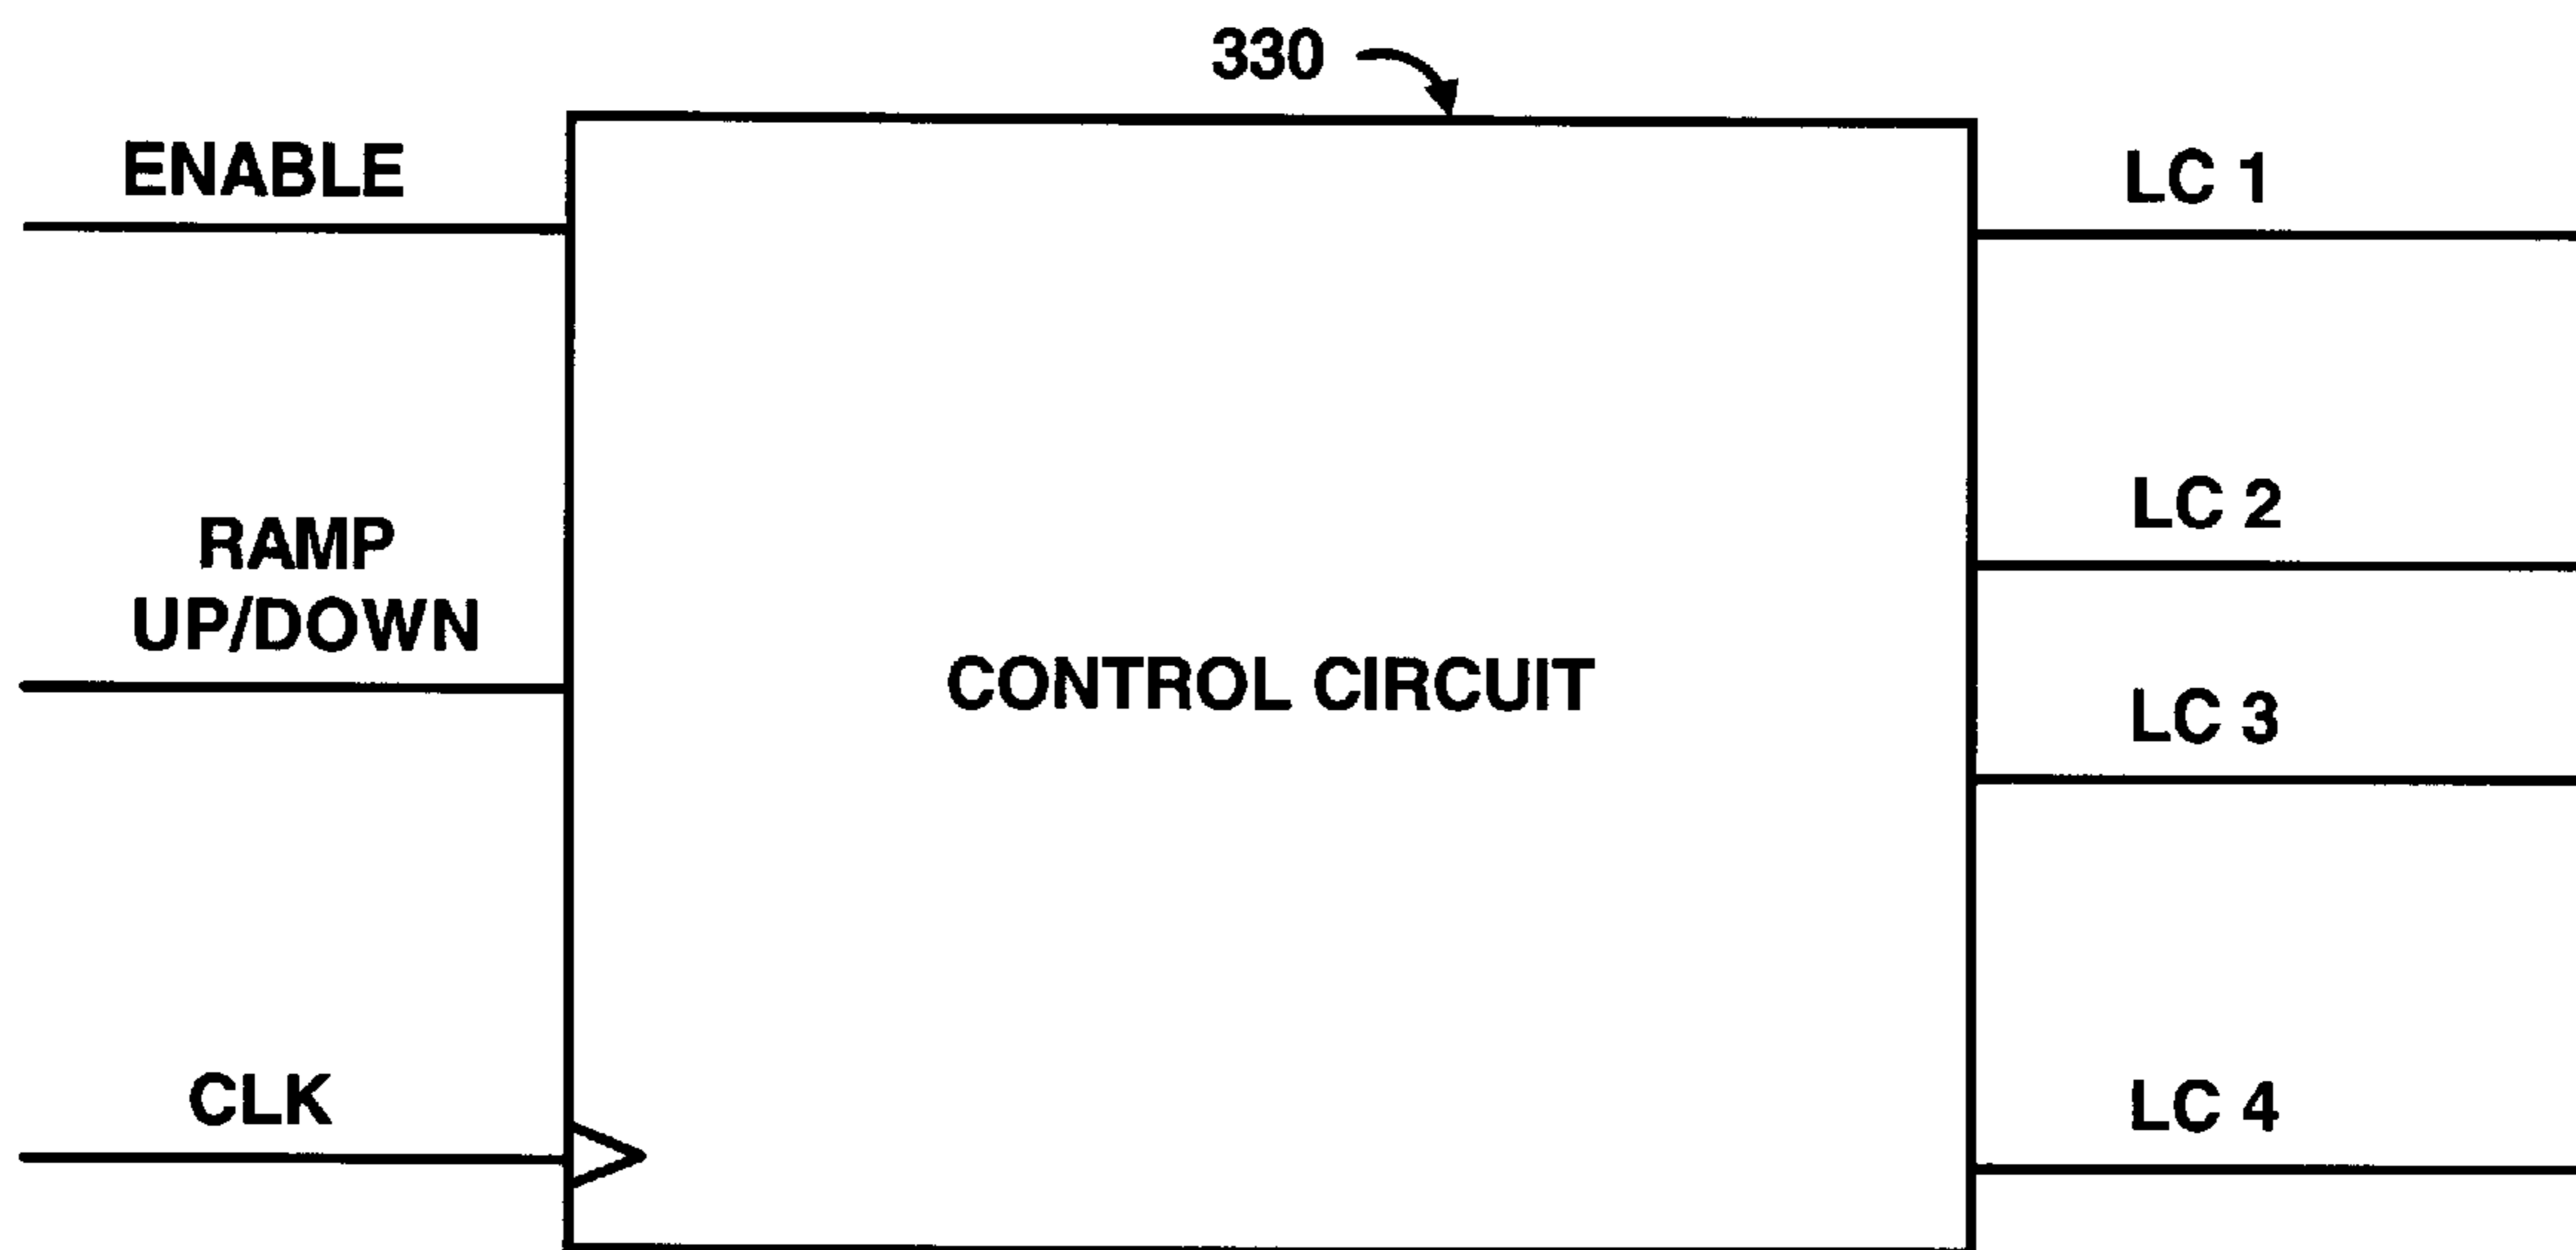 330
ENABLE
LC 1
LC 2
RAMP
UP/DOWN
CONTROL CIRCUIT
LC 3
CLK
LC 4